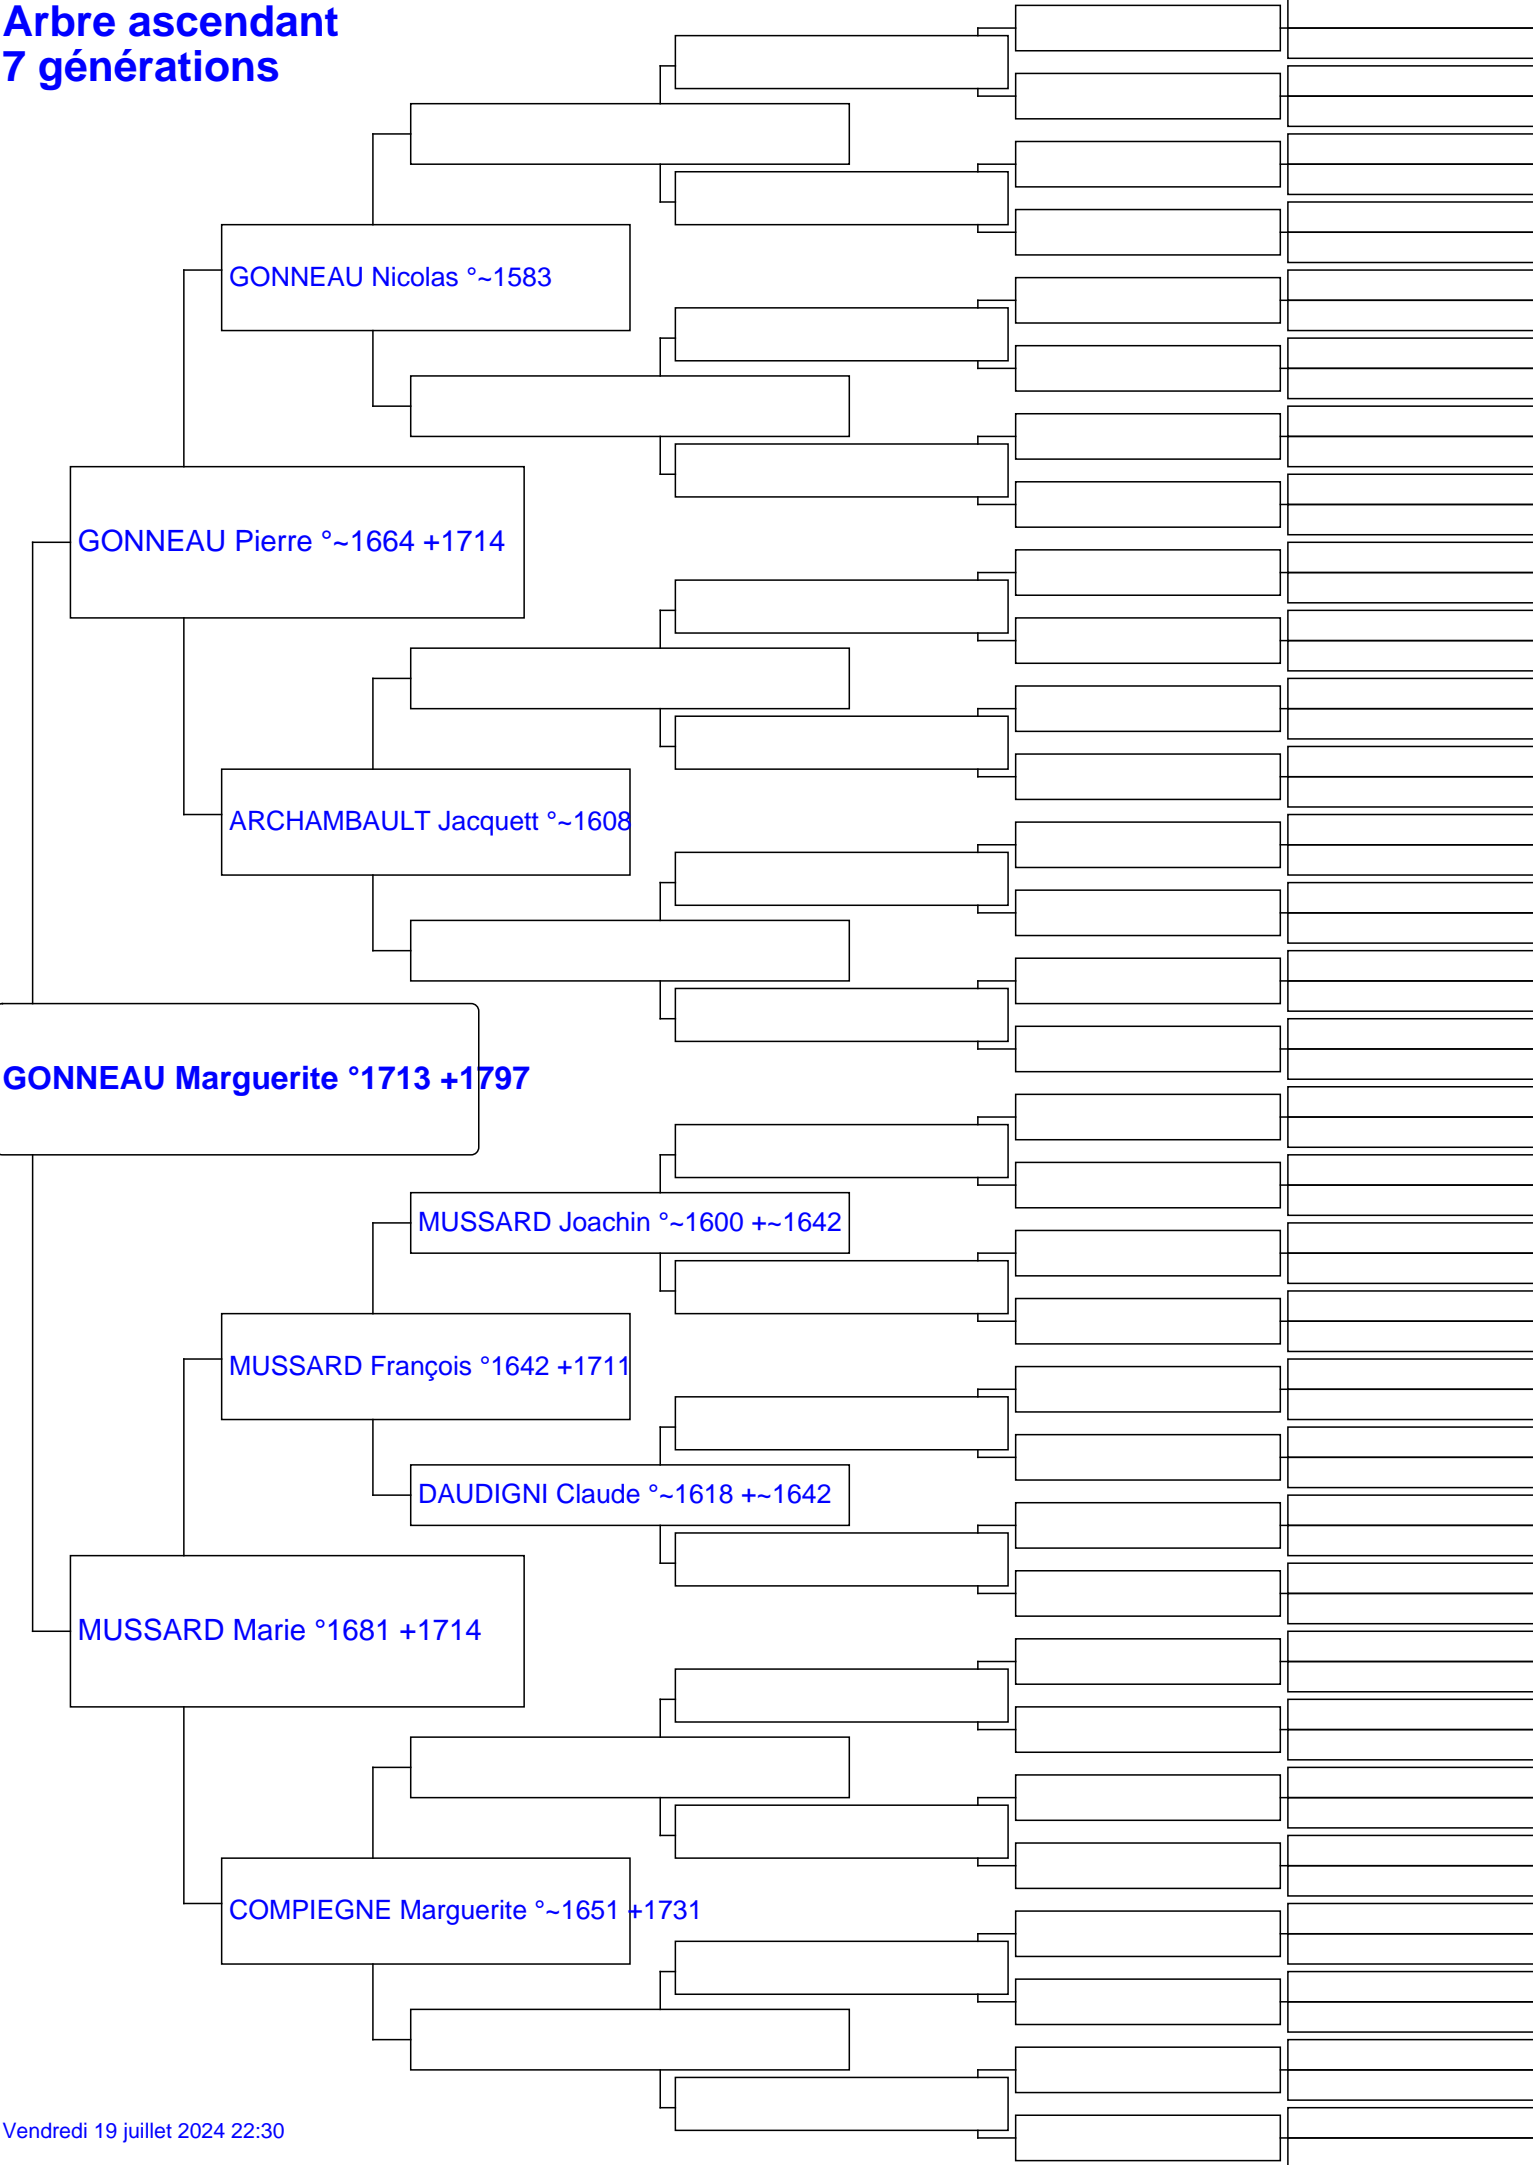 Arbre ascendant
7 générations
GONNEAU Nicolas °~1583
GONNEAU Pierre °~1664 +1714
ARCHAMBAULT Jacquett °~1608
GONNEAU Marguerite °1713 +1797
MUSSARD Joachin °~1600 +~1642
MUSSARD François °1642 +1711
DAUDIGNI Claude °~1618 +~1642
MUSSARD Marie °1681 +1714
COMPIEGNE Marguerite °~1651 +1731
Vendredi 19 juillet 2024 22:30